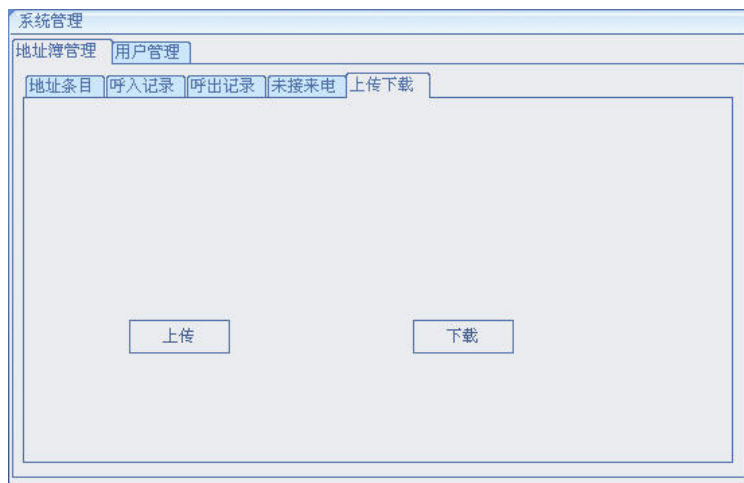 系统管理
地址簿管理 用户管理
地址条目 呼入记录 呼出记录 未接来电 上传下载
上传 下载